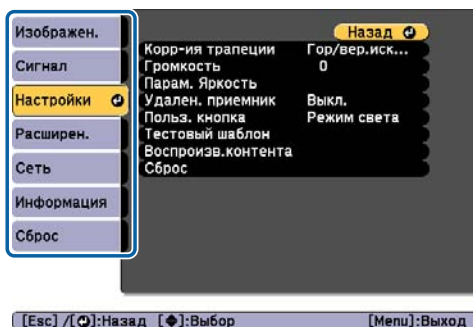 Изображен.
Сигнал
Настройки
Расширен.
Сеть
Информация
Сброс
Назад
Корр-ия трапеции Гор/вер.иск...
Громкость 0
Парам. Яркость
Удален. приемник Выкл.
Польз. кнопка Режим света
Тестовый шаблон
Воспроизв.контента
Сброс
[Esc] /[⏎]:Назад [◆]:Выбор [Menu]:Выход